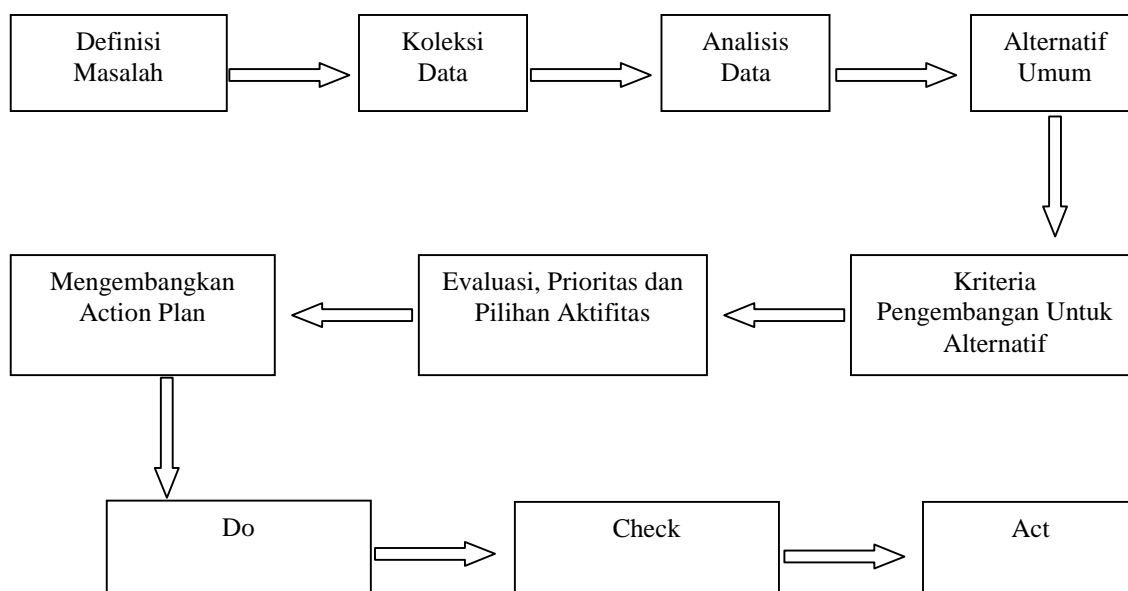 Definisi
Masalah
Koleksi
Data
Analisis
Data
Alternatif
Umum
Kriteria
Pengembangan Untuk
Alternatif
Evaluasi, Prioritas dan
Pilihan Aktifitas
Mengembangkan
Action Plan
Do
Check
Act